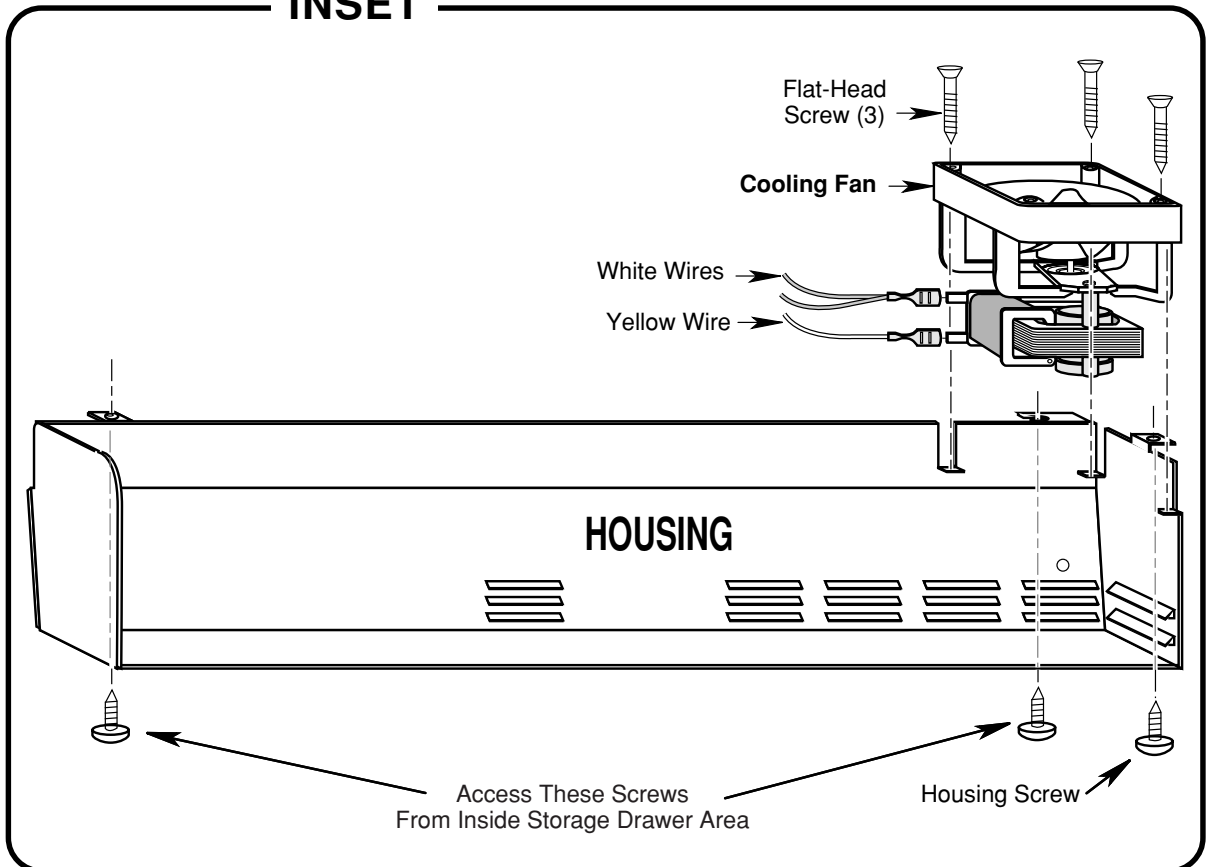 INSET
Flat-Head
Screw (3)
Cooling Fan
White Wires
Yellow Wire
HOUSING
Access These Screws
From Inside Storage Drawer Area
Housing Screw